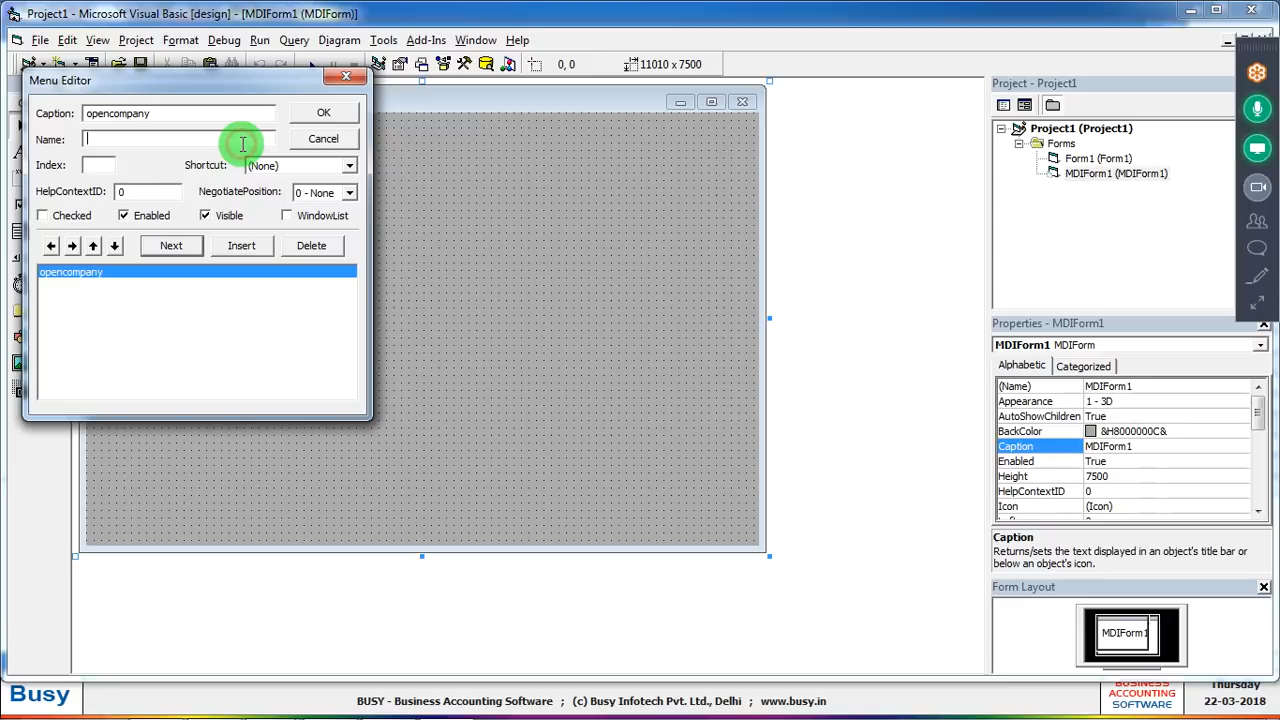 Project1 - Microsoft Visual Basic [design] - [MDIForm1 (MDIForm)]
File Edit View Project Format Debug Run Query Diagram Tools Add-Ins Window Help
0, 0 11010 x 7500
Menu Editor
Caption: opencompany OK
Name: Cancel
Index: Shortcut: (None)
HelpContextID: 0 NegotiatePosition: 0 - None
Checked Enabled Visible WindowList
Next Insert Delete
opencompany
Project - Project1
Project1 (Project1)
Forms
Form1 (Form1)
MDIForm1 (MDIForm1)
Properties - MDIForm1
MDIForm1 MDIForm
Alphabetic Categorized
(Name) MDIForm1
Appearance 1 - 3D
AutoShowChildren True
BackColor &H8000000C&
Caption MDIForm1
Enabled True
Height 7500
HelpContextID 0
Icon (Icon)
Caption
Returns/sets the text displayed in an object's title bar or
below an object's icon.
Form Layout
MDIForm1
Busy
BUSY - Business Accounting Software ; (c) Busy Infotech Pvt. Ltd., Delhi ; www.busy.in
BUSINESS
ACCOUNTING
SOFTWARE
Thursday
22-03-2018